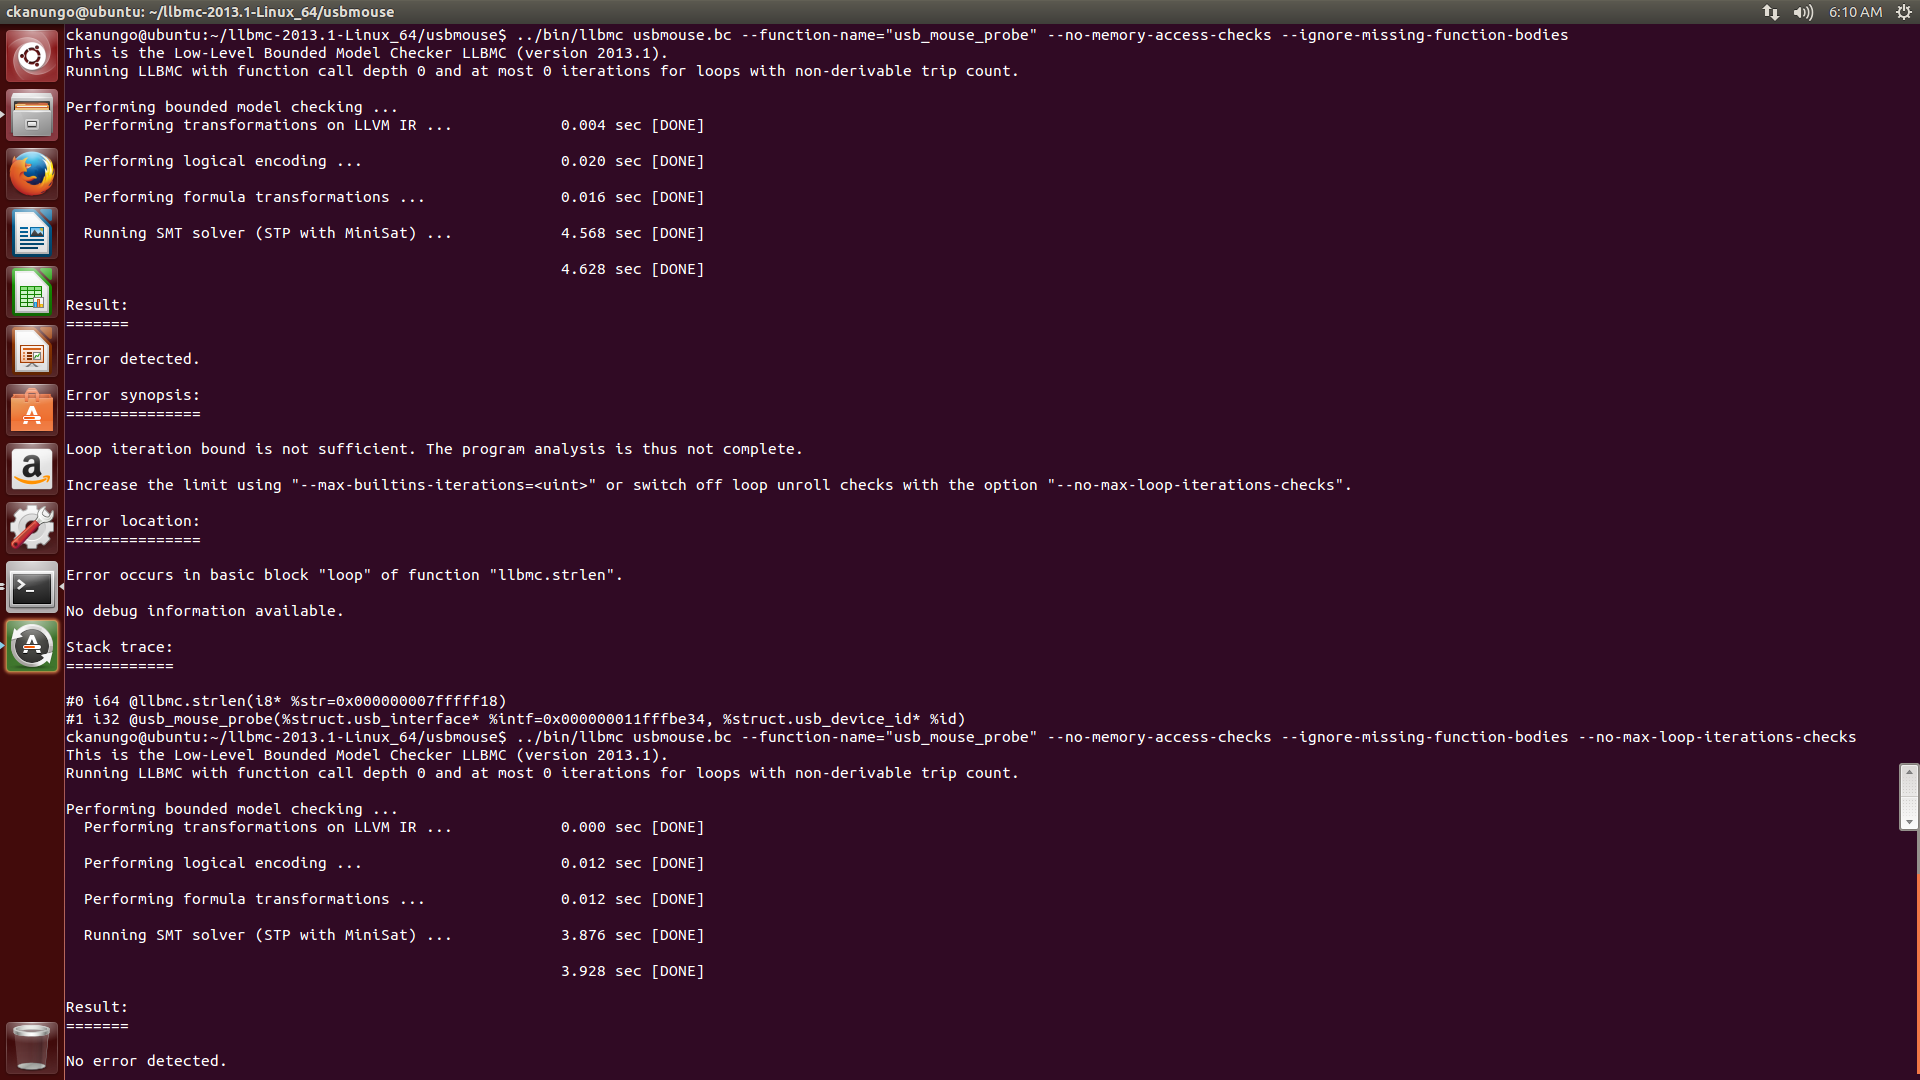 ckanungo@ubuntu: ~/llbmc-2013.1-Linux_64/usbmouse
6:10 AM
ckanungo@ubuntu:~/llbmc-2013.1-Linux_64/usbmouse$ ../bin/llbmc usbmouse.bc --function-name="usb_mouse_probe" --no-memory-access-checks --ignore-missing-function-bodies
This is the Low-Level Bounded Model Checker LLBMC (version 2013.1).
Running LLBMC with function call depth 0 and at most 0 iterations for loops with non-derivable trip count.
Performing bounded model checking ...
Performing transformations on LLVM IR ... 0.004 sec [DONE]
Performing logical encoding ... 0.020 sec [DONE]
Performing formula transformations ... 0.016 sec [DONE]
Running SMT solver (STP with MiniSat) ... 4.568 sec [DONE]
4.628 sec [DONE]
Result:
=======
Error detected.
Error synopsis:
===============
Loop iteration bound is not sufficient. The program analysis is thus not complete.
Increase the limit using "--max-builtins-iterations=<uint>" or switch off loop unroll checks with the option "--no-max-loop-iterations-checks".
Error location:
===============
Error occurs in basic block "loop" of function "llbmc.strlen".
No debug information available.
Stack trace:
============
#0 i64 @llbmc.strlen(i8* %str=0x000000007fffff18)
#1 i32 @usb_mouse_probe(%struct.usb_interface* %intf=0x000000011fffbe34, %struct.usb_device_id* %id)
ckanungo@ubuntu:~/llbmc-2013.1-Linux_64/usbmouse$ ../bin/llbmc usbmouse.bc --function-name="usb_mouse_probe" --no-memory-access-checks --ignore-missing-function-bodies --no-max-loop-iterations-checks
This is the Low-Level Bounded Model Checker LLBMC (version 2013.1).
Running LLBMC with function call depth 0 and at most 0 iterations for loops with non-derivable trip count.
Performing bounded model checking ...
Performing transformations on LLVM IR ... 0.000 sec [DONE]
Performing logical encoding ... 0.012 sec [DONE]
Performing formula transformations ... 0.012 sec [DONE]
Running SMT solver (STP with MiniSat) ... 3.876 sec [DONE]
3.928 sec [DONE]
Result:
=======
No error detected.